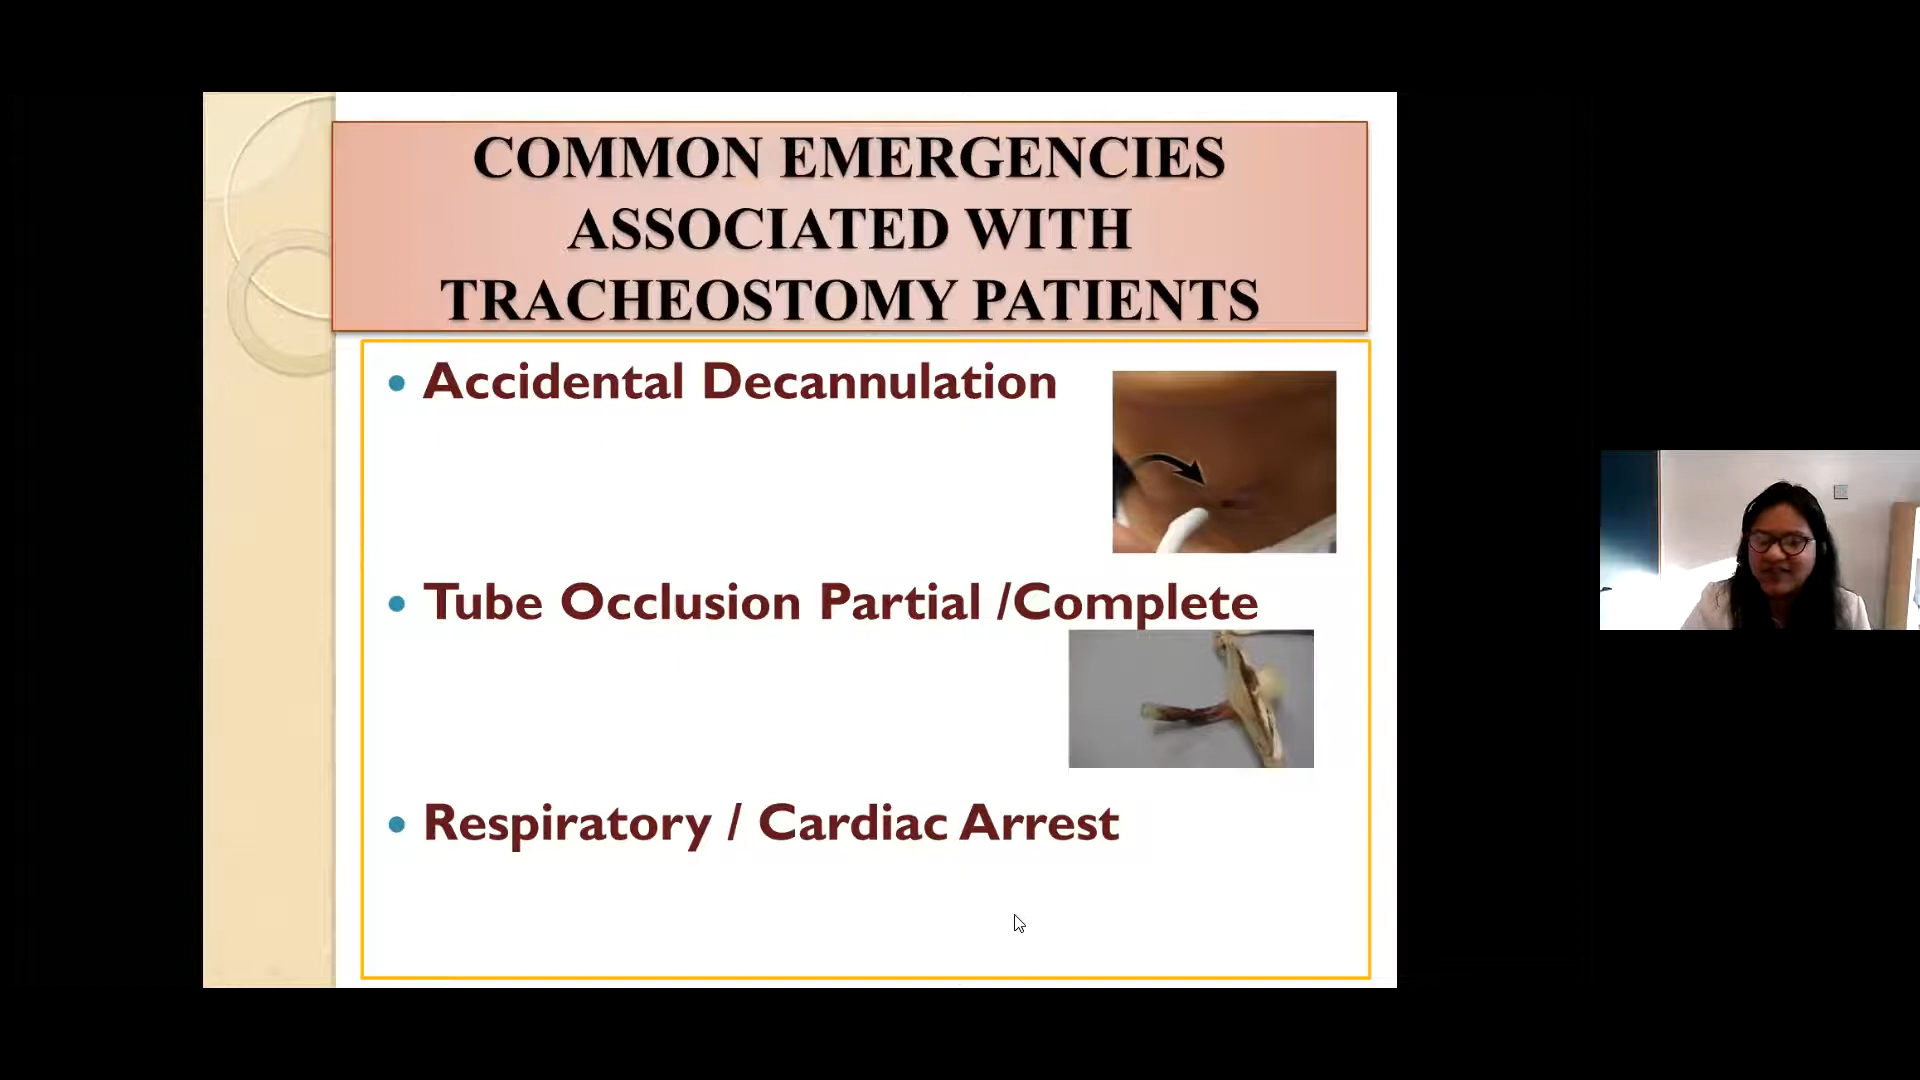 COMMON EMERGENCIES
ASSOCIATED WITH
TRACHEOSTOMY PATIENTS
• Accidental Decannulation
• Tube Occlusion Partial /Complete
• Respiratory / Cardiac Arrest